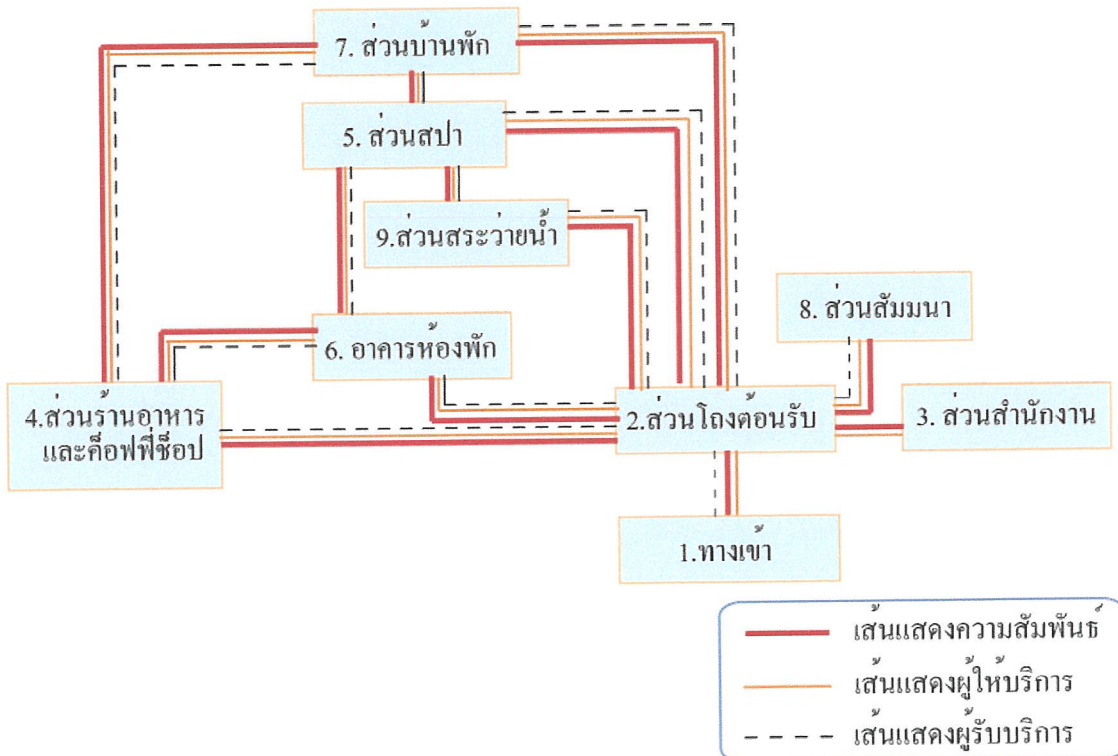 7. ส่วนบ้านพัก
5. ส่วนสปา
9.ส่วนสระว่ายน้ำ
8. ส่วนสัมมนา
6. อาคารห้องพัก
4.ส่วนร้านอาหาร
และค็อฟฟี่ช็อป
2.ส่วนโถงต้อนรับ
3. ส่วนสำนักงาน
1.ทางเข้า
เส้นแสดงความสัมพันธ์
เส้นแสดงผู้ให้บริการ
เส้นแสดงผู้รับบริการ